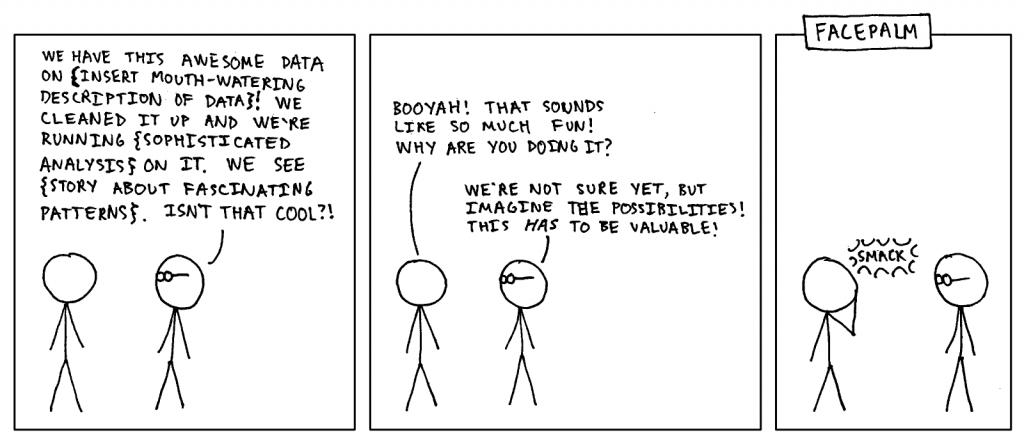 WE HAVE THIS AWESOME DATA
ON {INSERT MOUTH-WATERING
DESCRIPTION OF DATA}! WE
CLEANED IT UP AND WE'RE
RUNNING {SOPHISTICATED
ANALYSIS} ON IT. WE SEE
{STORY ABOUT FASCINATING
PATTERNS}. ISN'T THAT COOL?!
BOOYAH! THAT SOUNDS
LIKE SO MUCH FUN!
WHY ARE YOU DOING IT?
WE'RE NOT SURE YET, BUT
IMAGINE THE POSSIBILITIES!
THIS HAS TO BE VALUABLE!
FACEPALM
SMACK